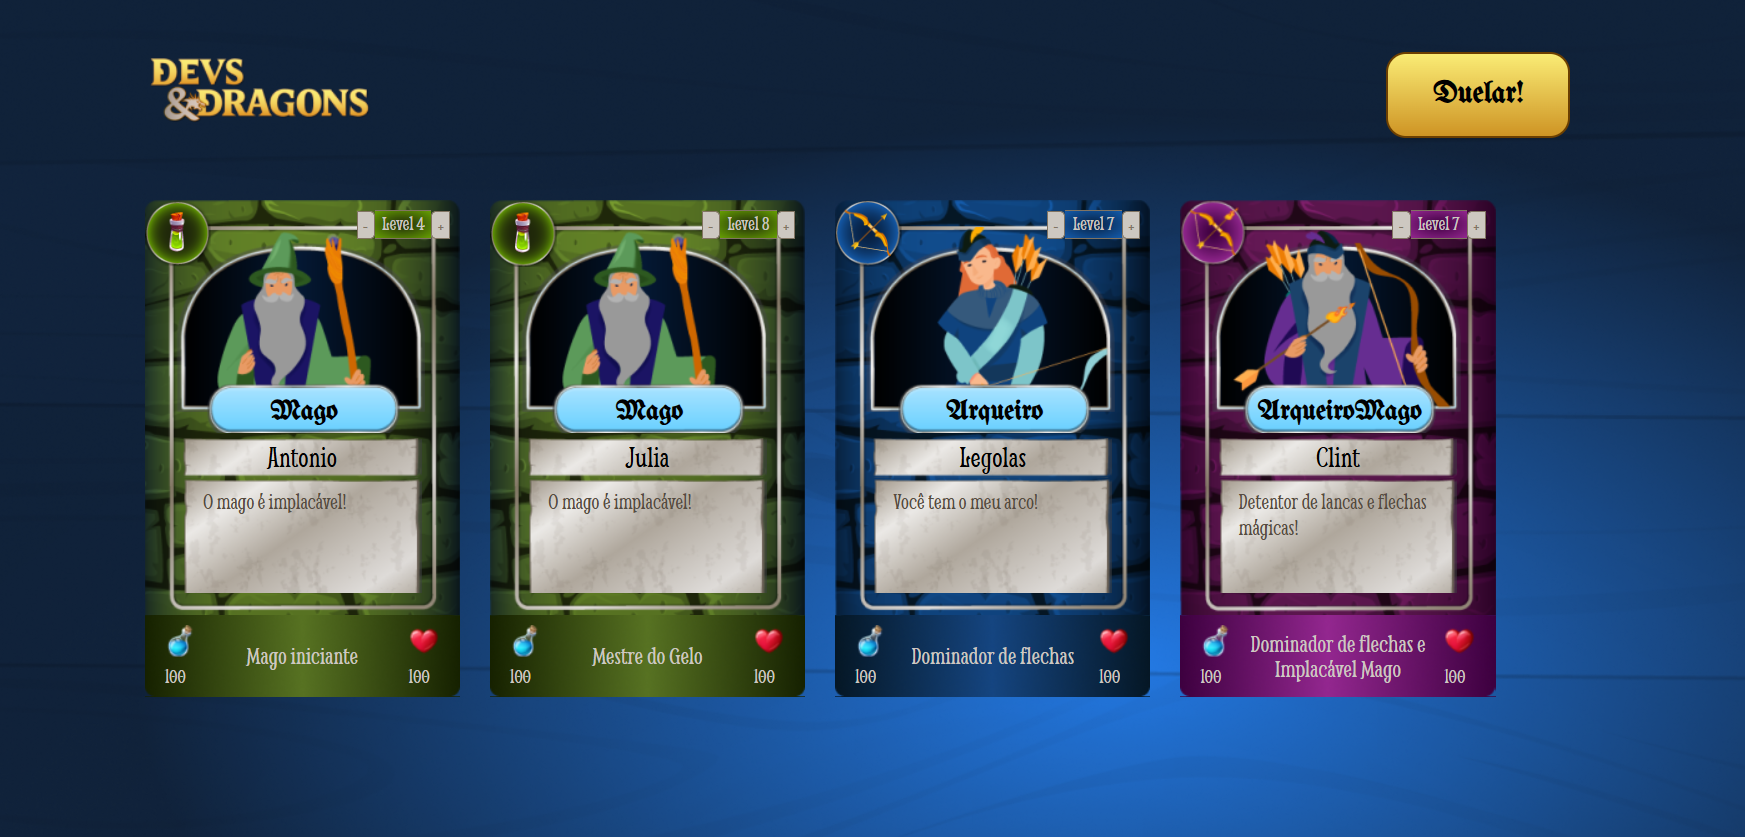 DEVS
&DRAGONS
Duelar!
- Level 4 +
Mago
Antonio
O mago é implacável!
Mago iniciante
100 100
- Level 8 +
Mago
Julia
O mago é implacável!
Mestre do Gelo
100 100
- Level 7 +
Arqueiro
Legolas
Você tem o meu arco!
Dominador de flechas
100 100
- Level 7 +
ArqueiroMago
Clint
Detentor de lancas e flechas
mágicas!
Dominador de flechas e
Implacável Mago
100 100